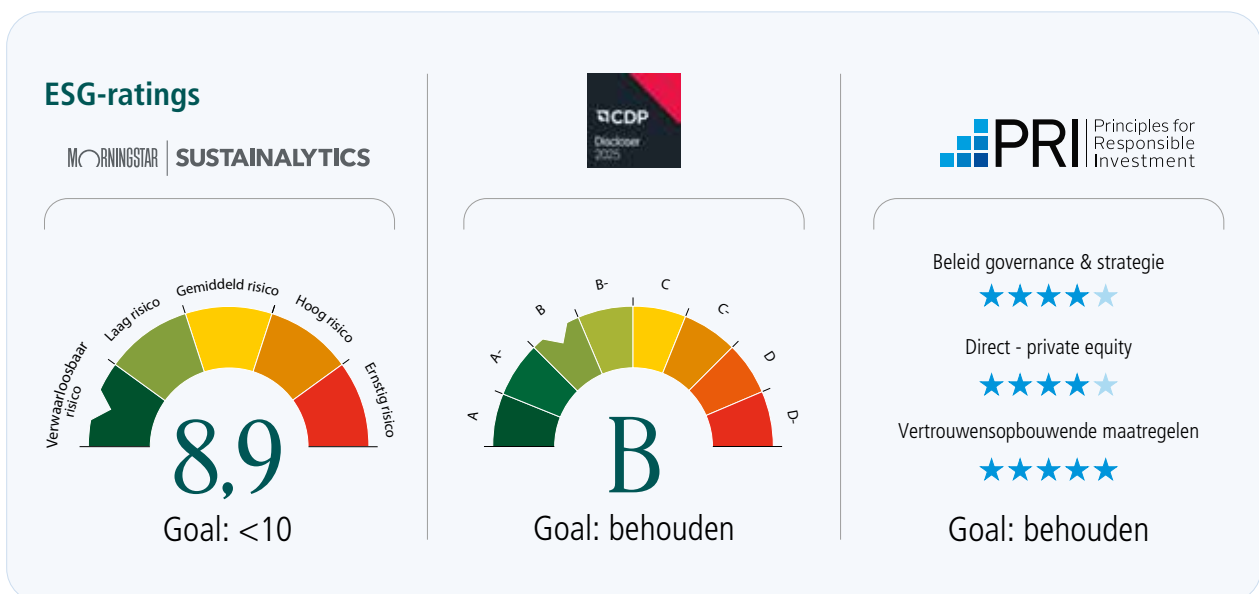 ESG-ratings
MORNINGSTAR | SUSTAINALYTICS
Verwaarloosbaar
risico
Laag risico
Gemiddeld risico
Hoog risico
Ernstig risico
8,9
Goal: <10
CDP
Discloser
2025
A
A-
B
B-
C
C-
D
D-
B
Goal: behouden
PRI
Principles for
Responsible
Investment
Beleid governance & strategie
Direct - private equity
Vertrouwensopbouwende maatregelen
Goal: behouden